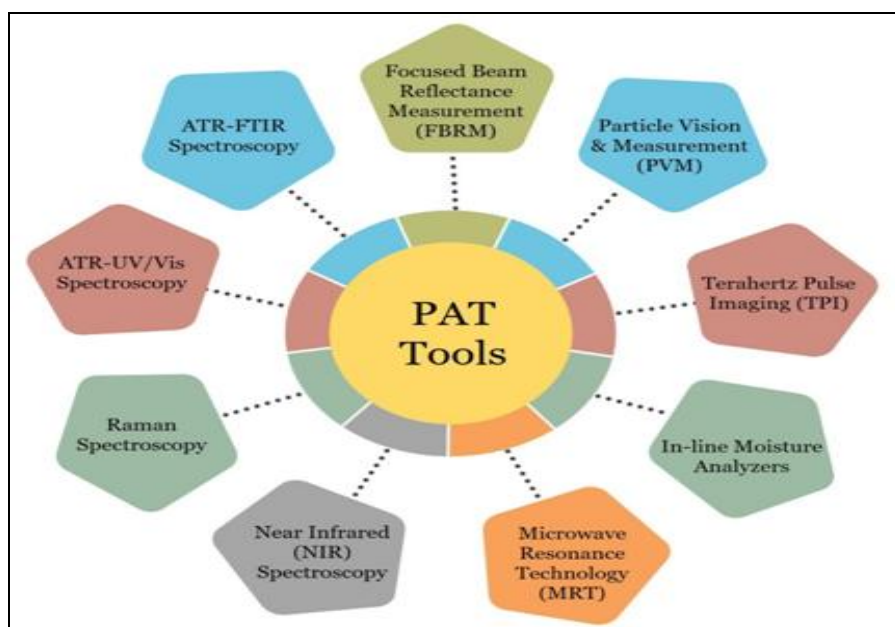 PAT
Tools
Focused Beam
Reflectance
Measurement
(FBRM)
Particle Vision
& Measurement
(PVM)
Terahertz Pulse
Imaging (TPI)
In-line Moisture
Analyzers
Microwave
Resonance
Technology
(MRT)
Near Infrared
(NIR)
Spectroscopy
Raman
Spectroscopy
ATR-UV/Vis
Spectroscopy
ATR-FTIR
Spectroscopy